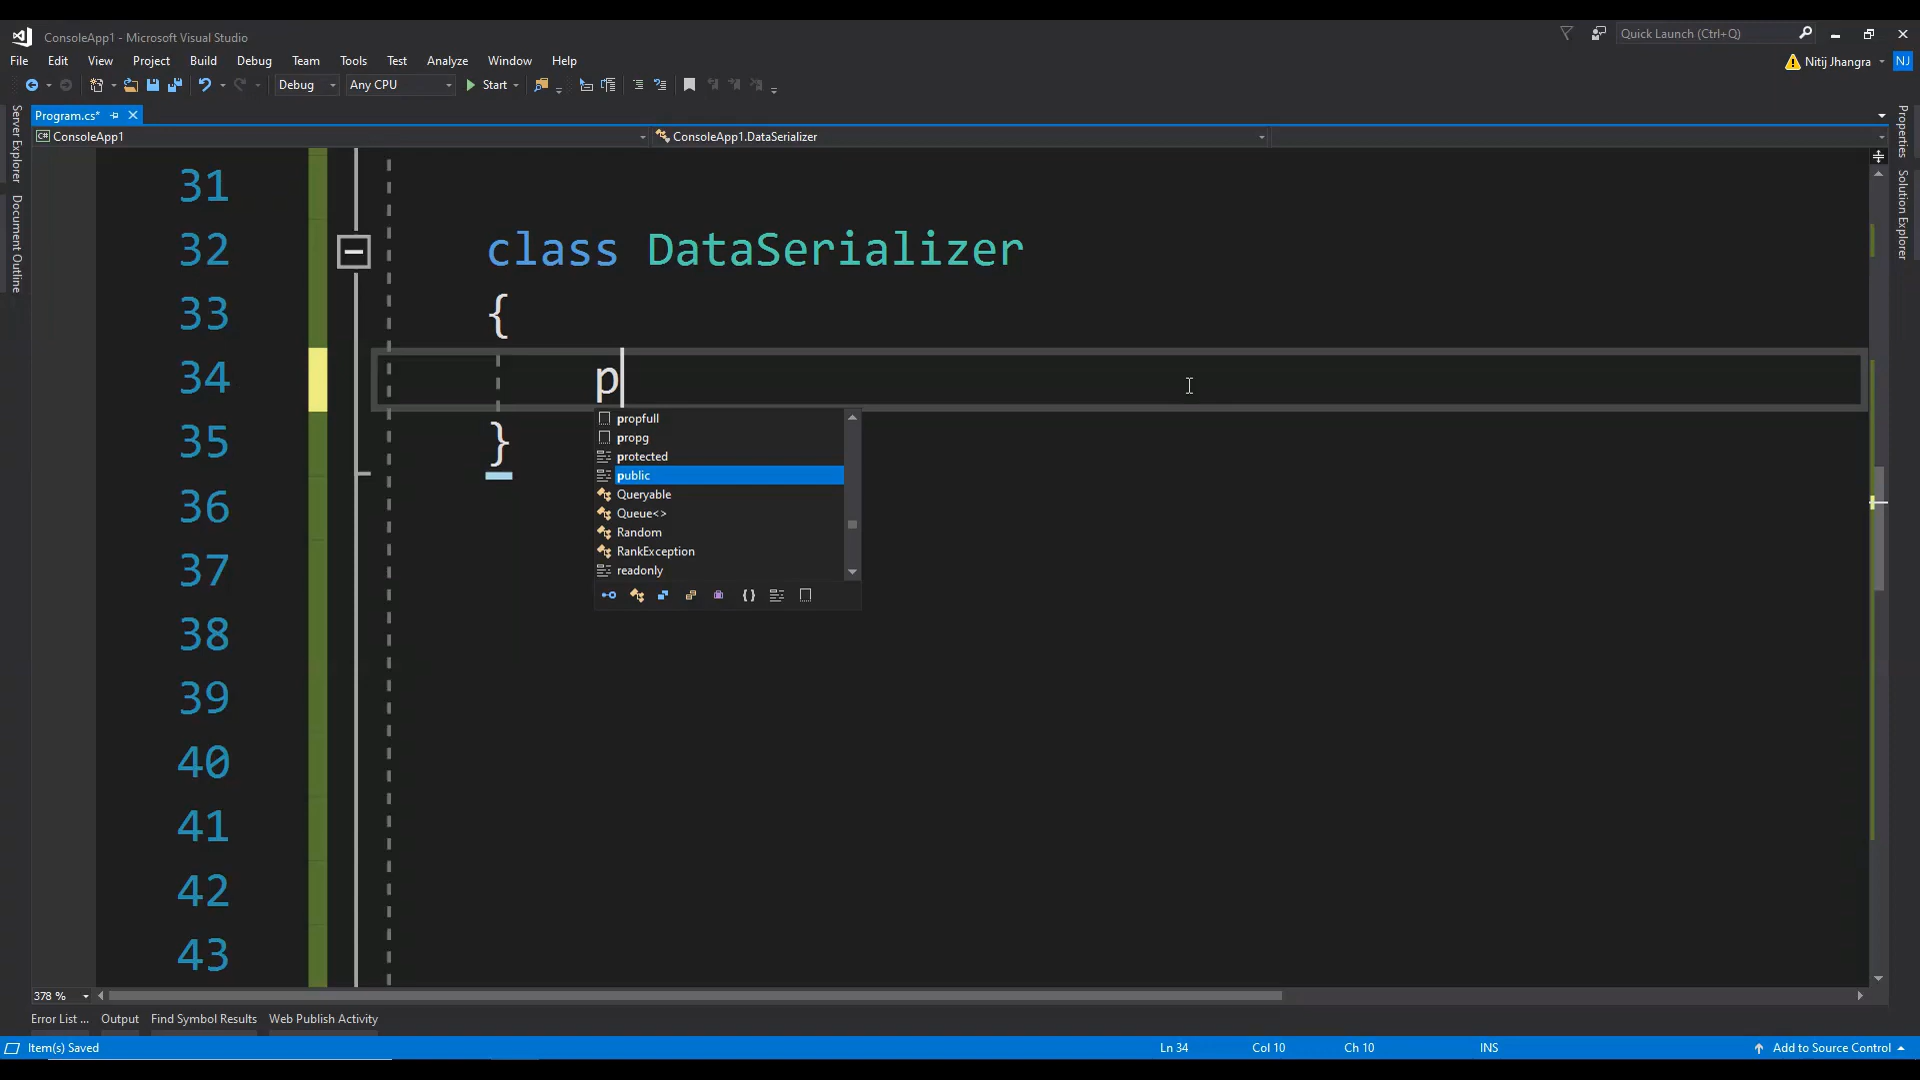 ConsoleApp1 - Microsoft Visual Studio
Quick Launch (Ctrl+Q)
File Edit View Project Build Debug Team Tools Test Analyze Window Help
Nitij Jhangra NJ
Debug Any CPU Start
Program.cs*
ConsoleApp1 ConsoleApp1.DataSerializer
Server Explorer
Document Outline
Properties
Solution Explorer
31
32 class DataSerializer
33 {
34 p
propfull
propg
protected
public
Queryable
Queue<>
Random
RankException
readonly
35 }
36
37
38
39
40
41
42
43
378 %
Error List ... Output Find Symbol Results Web Publish Activity
Item(s) Saved Ln 34 Col 10 Ch 10 INS Add to Source Control